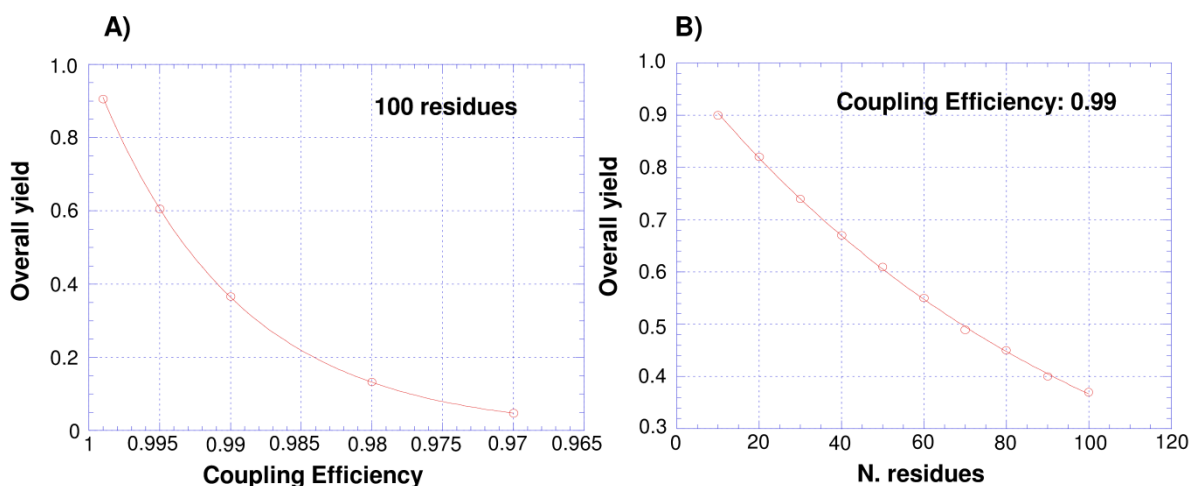 A)
100 residues
Overall yield
1.0
0.8
0.6
0.4
0.2
0
1 0.995 0.99 0.985 0.98 0.975 0.97 0.965
Coupling Efficiency
B)
Coupling Efficiency: 0.99
Overall yield
1.0
0.9
0.8
0.7
0.6
0.5
0.4
0.3
0 20 40 60 80 100 120
N. residues